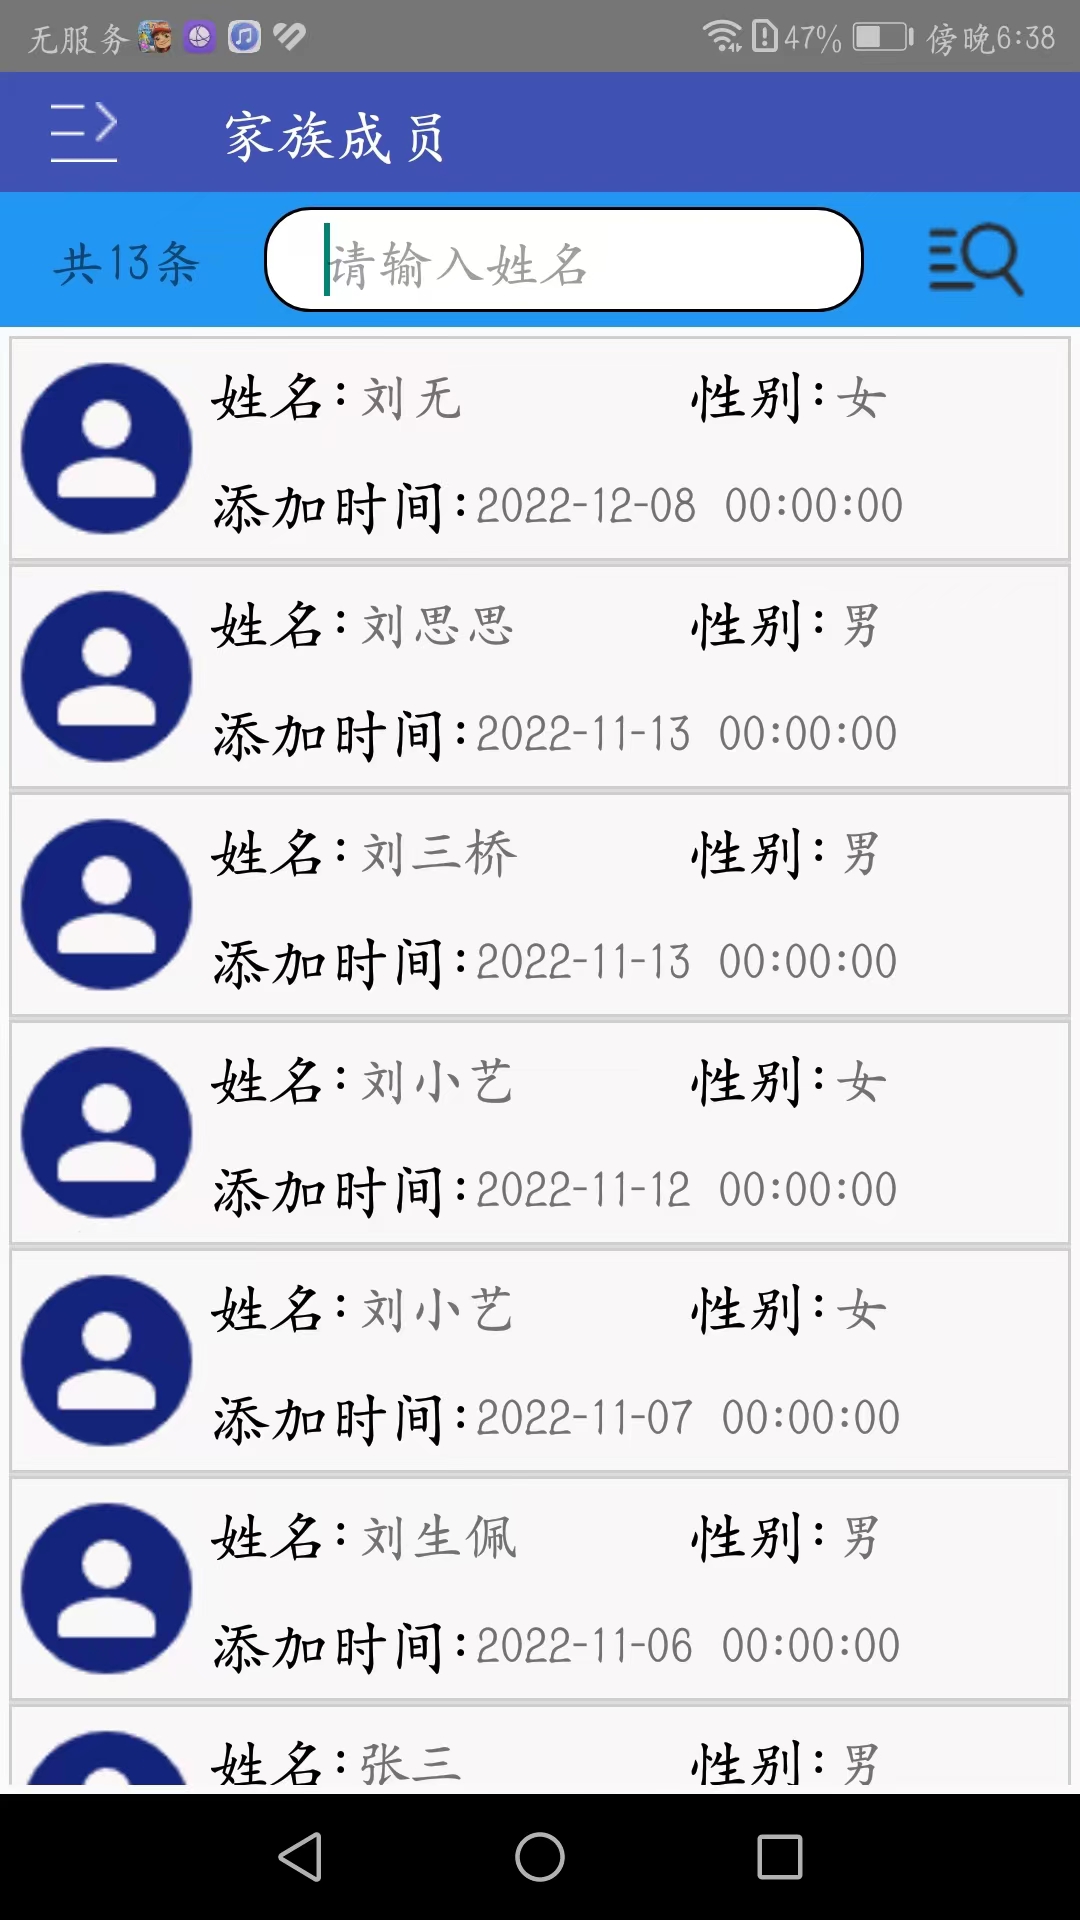 无服务 47% 傍晚6:38
家族成员
共13条 请输入姓名
姓名:刘无 性别:女
添加时间:2022-12-08 00:00:00
姓名:刘思思 性别:男
添加时间:2022-11-13 00:00:00
姓名:刘三桥 性别:男
添加时间:2022-11-13 00:00:00
姓名:刘小艺 性别:女
添加时间:2022-11-12 00:00:00
姓名:刘小艺 性别:女
添加时间:2022-11-07 00:00:00
姓名:刘生佩 性别:男
添加时间:2022-11-06 00:00:00
姓名:张三 性别:男